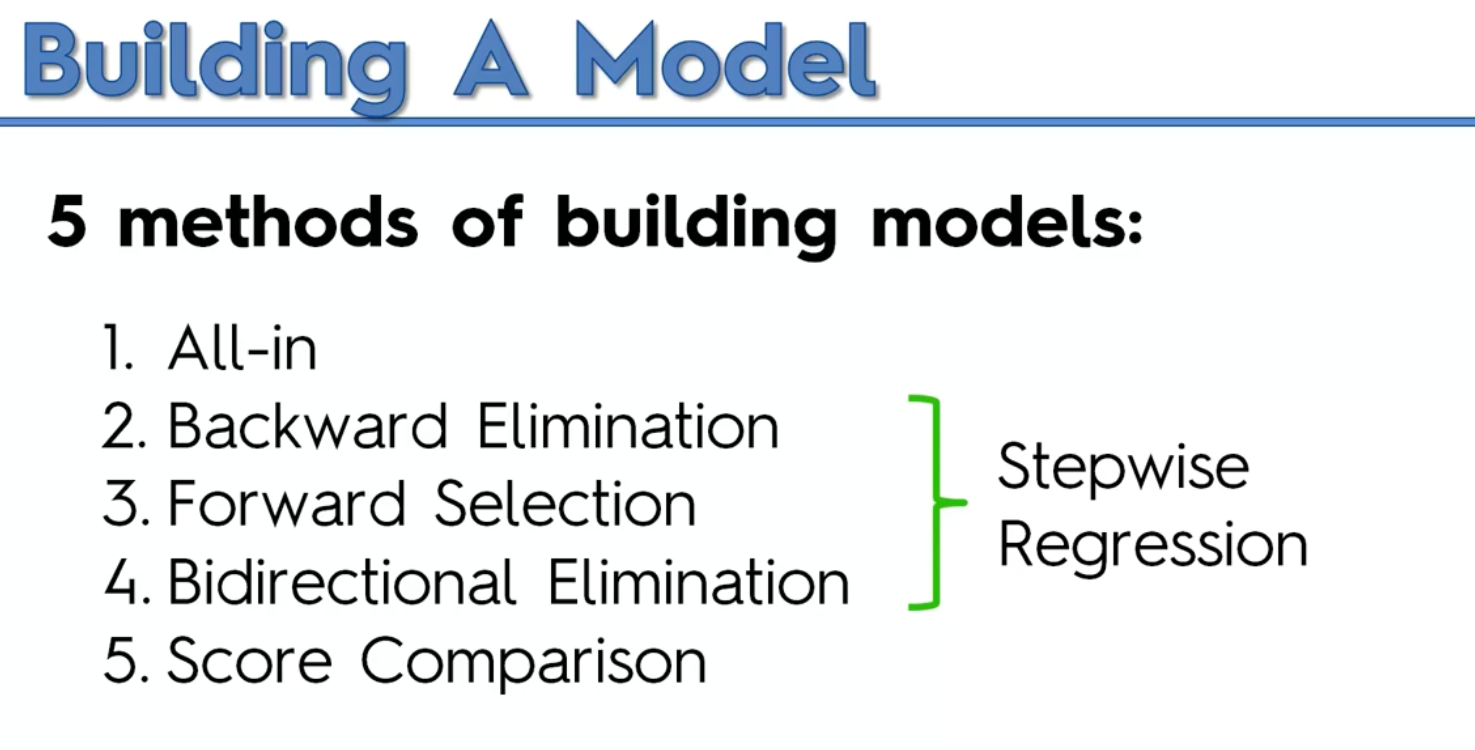 Building A Model
5 methods of building models:
1. All-in
2. Backward Elimination
3. Forward Selection
4. Bidirectional Elimination
5. Score Comparison
Stepwise
Regression